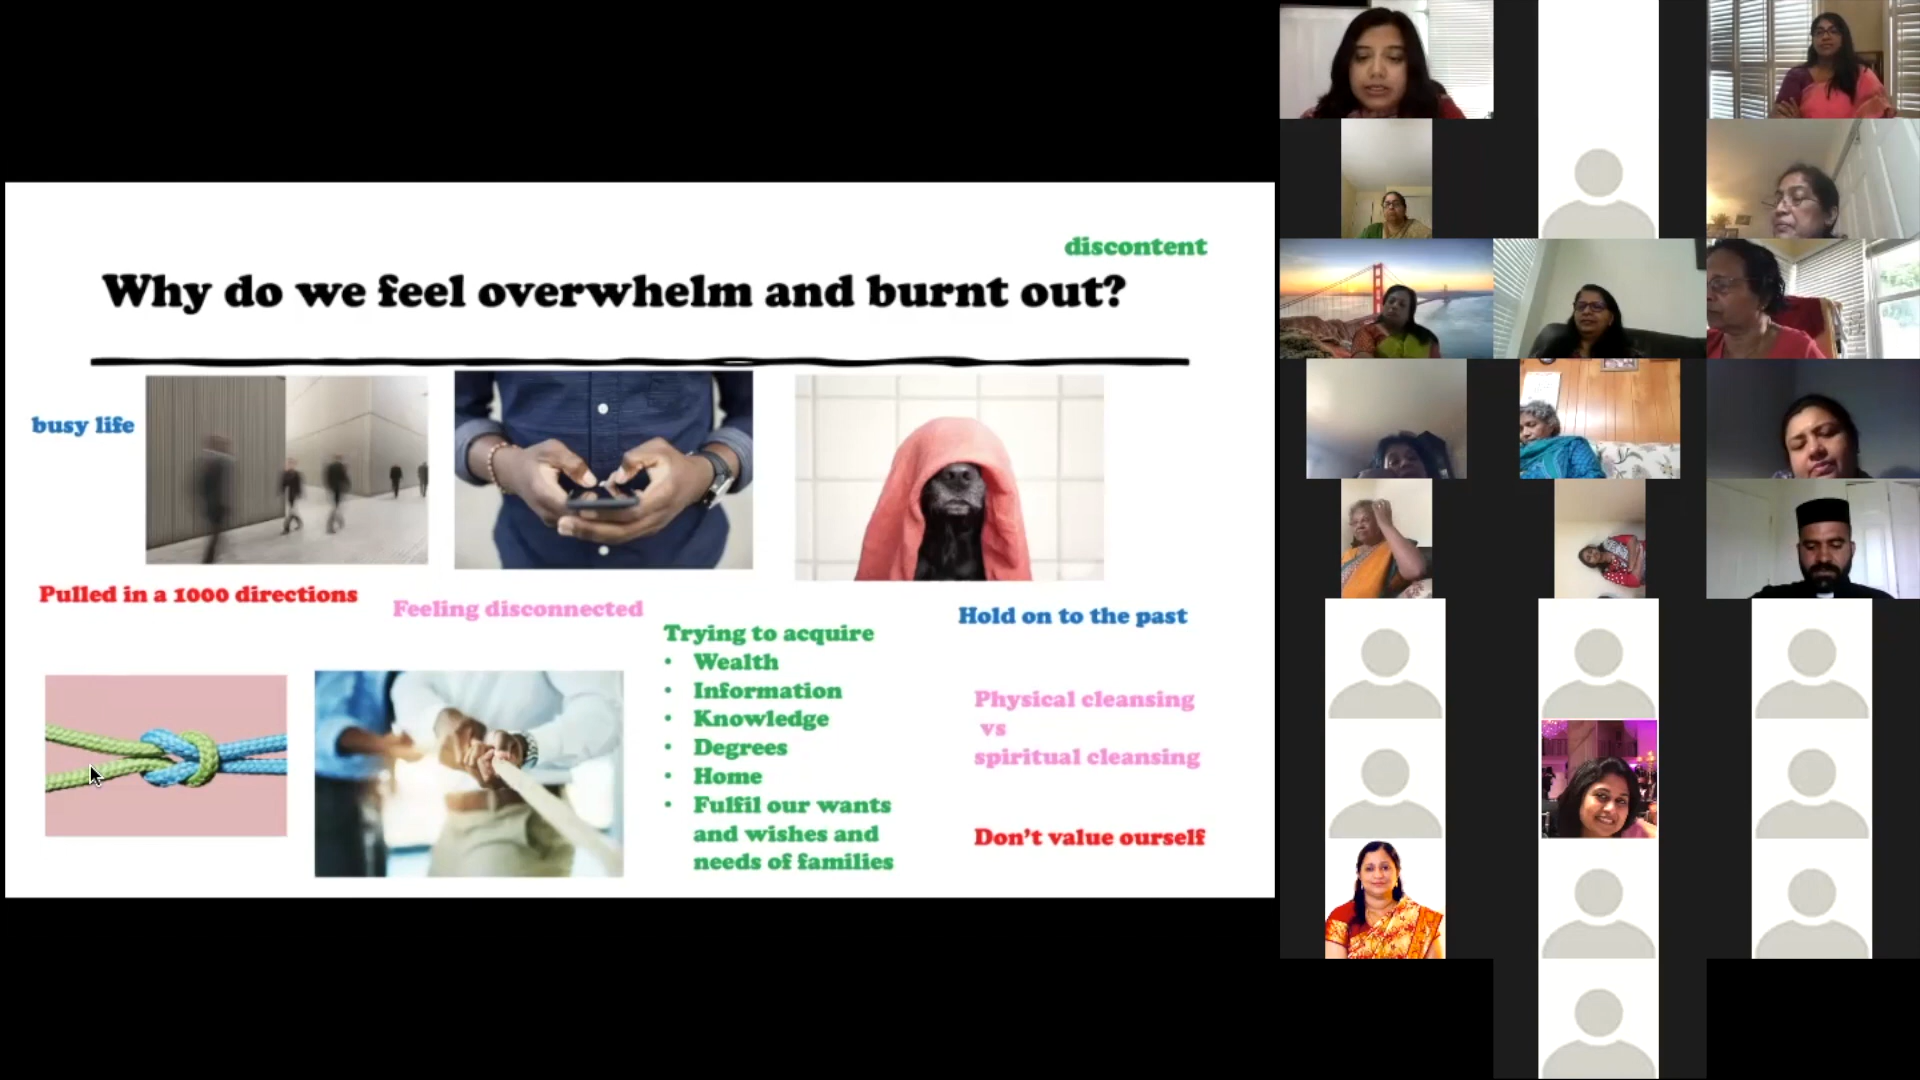 discontent
Why do we feel overwhelm and burnt out?
busy life
Pulled in a 1000 directions
Feeling disconnected
Trying to acquire
• Wealth
• Information
• Knowledge
• Degrees
• Home
• Fulfil our wants
and wishes and
needs of families
Hold on to the past
Physical cleansing
vs
spiritual cleansing
Don't value ourself